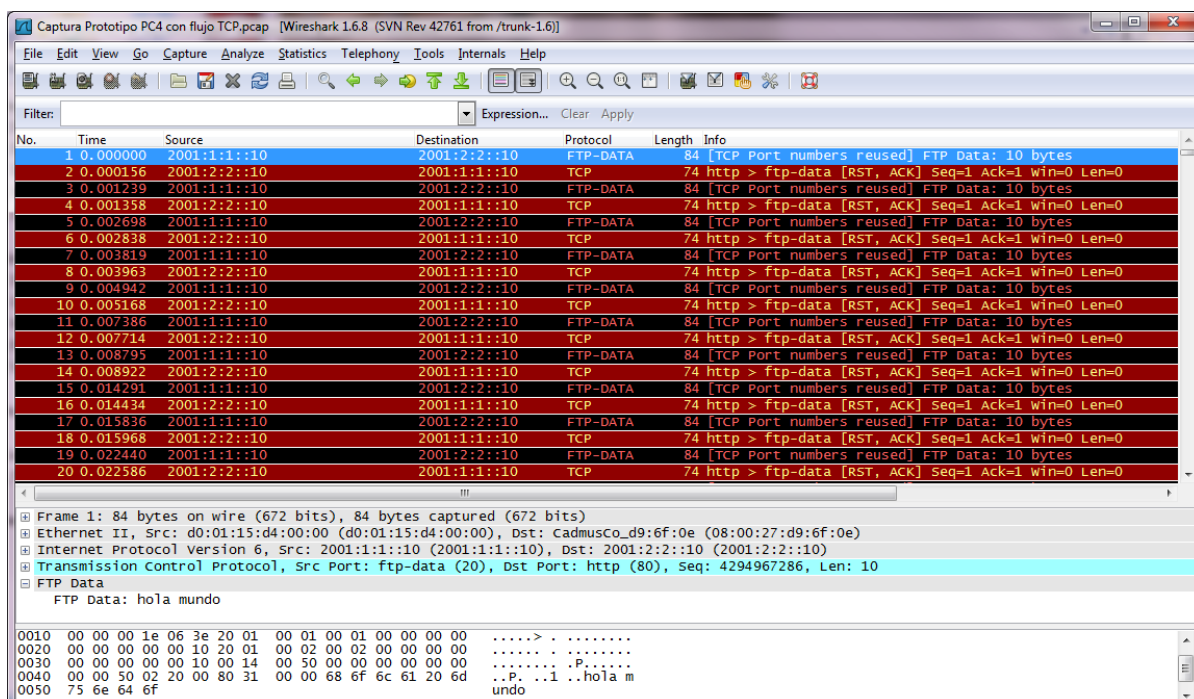 Captura Prototipo PC4 con flujo TCP.pcap [Wireshark 1.6.8 (SVN Rev 42761 from /trunk-1.6)]
File Edit View Go Capture Analyze Statistics Telephony Tools Internals Help
Filter: Expression... Clear Apply
No. Time Source Destination Protocol Length Info
1 0.000000 2001:1:1::10 2001:2:2::10 FTP-DATA 84 [TCP Port numbers reused] FTP Data: 10 bytes
2 0.000156 2001:2:2::10 2001:1:1::10 TCP 74 http > ftp-data [RST, ACK] Seq=1 Ack=1 Win=0 Len=0
3 0.001239 2001:1:1::10 2001:2:2::10 FTP-DATA 84 [TCP Port numbers reused] FTP Data: 10 bytes
4 0.001358 2001:2:2::10 2001:1:1::10 TCP 74 http > ftp-data [RST, ACK] Seq=1 Ack=1 Win=0 Len=0
5 0.002698 2001:1:1::10 2001:2:2::10 FTP-DATA 84 [TCP Port numbers reused] FTP Data: 10 bytes
6 0.002838 2001:2:2::10 2001:1:1::10 TCP 74 http > ftp-data [RST, ACK] Seq=1 Ack=1 Win=0 Len=0
7 0.003819 2001:1:1::10 2001:2:2::10 FTP-DATA 84 [TCP Port numbers reused] FTP Data: 10 bytes
8 0.003963 2001:2:2::10 2001:1:1::10 TCP 74 http > ftp-data [RST, ACK] Seq=1 Ack=1 Win=0 Len=0
9 0.004942 2001:1:1::10 2001:2:2::10 FTP-DATA 84 [TCP Port numbers reused] FTP Data: 10 bytes
10 0.005168 2001:2:2::10 2001:1:1::10 TCP 74 http > ftp-data [RST, ACK] Seq=1 Ack=1 Win=0 Len=0
11 0.007386 2001:1:1::10 2001:2:2::10 FTP-DATA 84 [TCP Port numbers reused] FTP Data: 10 bytes
12 0.007714 2001:2:2::10 2001:1:1::10 TCP 74 http > ftp-data [RST, ACK] Seq=1 Ack=1 Win=0 Len=0
13 0.008795 2001:1:1::10 2001:2:2::10 FTP-DATA 84 [TCP Port numbers reused] FTP Data: 10 bytes
14 0.008922 2001:2:2::10 2001:1:1::10 TCP 74 http > ftp-data [RST, ACK] Seq=1 Ack=1 Win=0 Len=0
15 0.014291 2001:1:1::10 2001:2:2::10 FTP-DATA 84 [TCP Port numbers reused] FTP Data: 10 bytes
16 0.014434 2001:2:2::10 2001:1:1::10 TCP 74 http > ftp-data [RST, ACK] Seq=1 Ack=1 Win=0 Len=0
17 0.015836 2001:1:1::10 2001:2:2::10 FTP-DATA 84 [TCP Port numbers reused] FTP Data: 10 bytes
18 0.015968 2001:2:2::10 2001:1:1::10 TCP 74 http > ftp-data [RST, ACK] Seq=1 Ack=1 Win=0 Len=0
19 0.022440 2001:1:1::10 2001:2:2::10 FTP-DATA 84 [TCP Port numbers reused] FTP Data: 10 bytes
20 0.022586 2001:2:2::10 2001:1:1::10 TCP 74 http > ftp-data [RST, ACK] Seq=1 Ack=1 Win=0 Len=0
Frame 1: 84 bytes on wire (672 bits), 84 bytes captured (672 bits)
Ethernet II, Src: d0:01:15:d4:00:00 (d0:01:15:d4:00:00), Dst: CadmusCo_d9:6f:0e (08:00:27:d9:6f:0e)
Internet Protocol Version 6, Src: 2001:1:1::10 (2001:1:1::10), Dst: 2001:2:2::10 (2001:2:2::10)
Transmission Control Protocol, Src Port: ftp-data (20), Dst Port: http (80), Seq: 4294967286, Len: 10
FTP Data
FTP Data: hola mundo
0010 00 00 00 1e 06 3e 20 01 00 01 00 01 00 00 00 00 .....> . ........
0020 00 00 00 00 00 10 20 01 00 02 00 02 00 00 00 00 ...... . ........
0030 00 00 00 00 00 10 00 14 00 50 00 00 00 00 00 00 ........ .P......
0040 00 00 50 02 20 00 80 31 00 00 68 6f 6c 61 20 6d ..P. ..1 ..hola m
0050 75 6e 64 6f undo